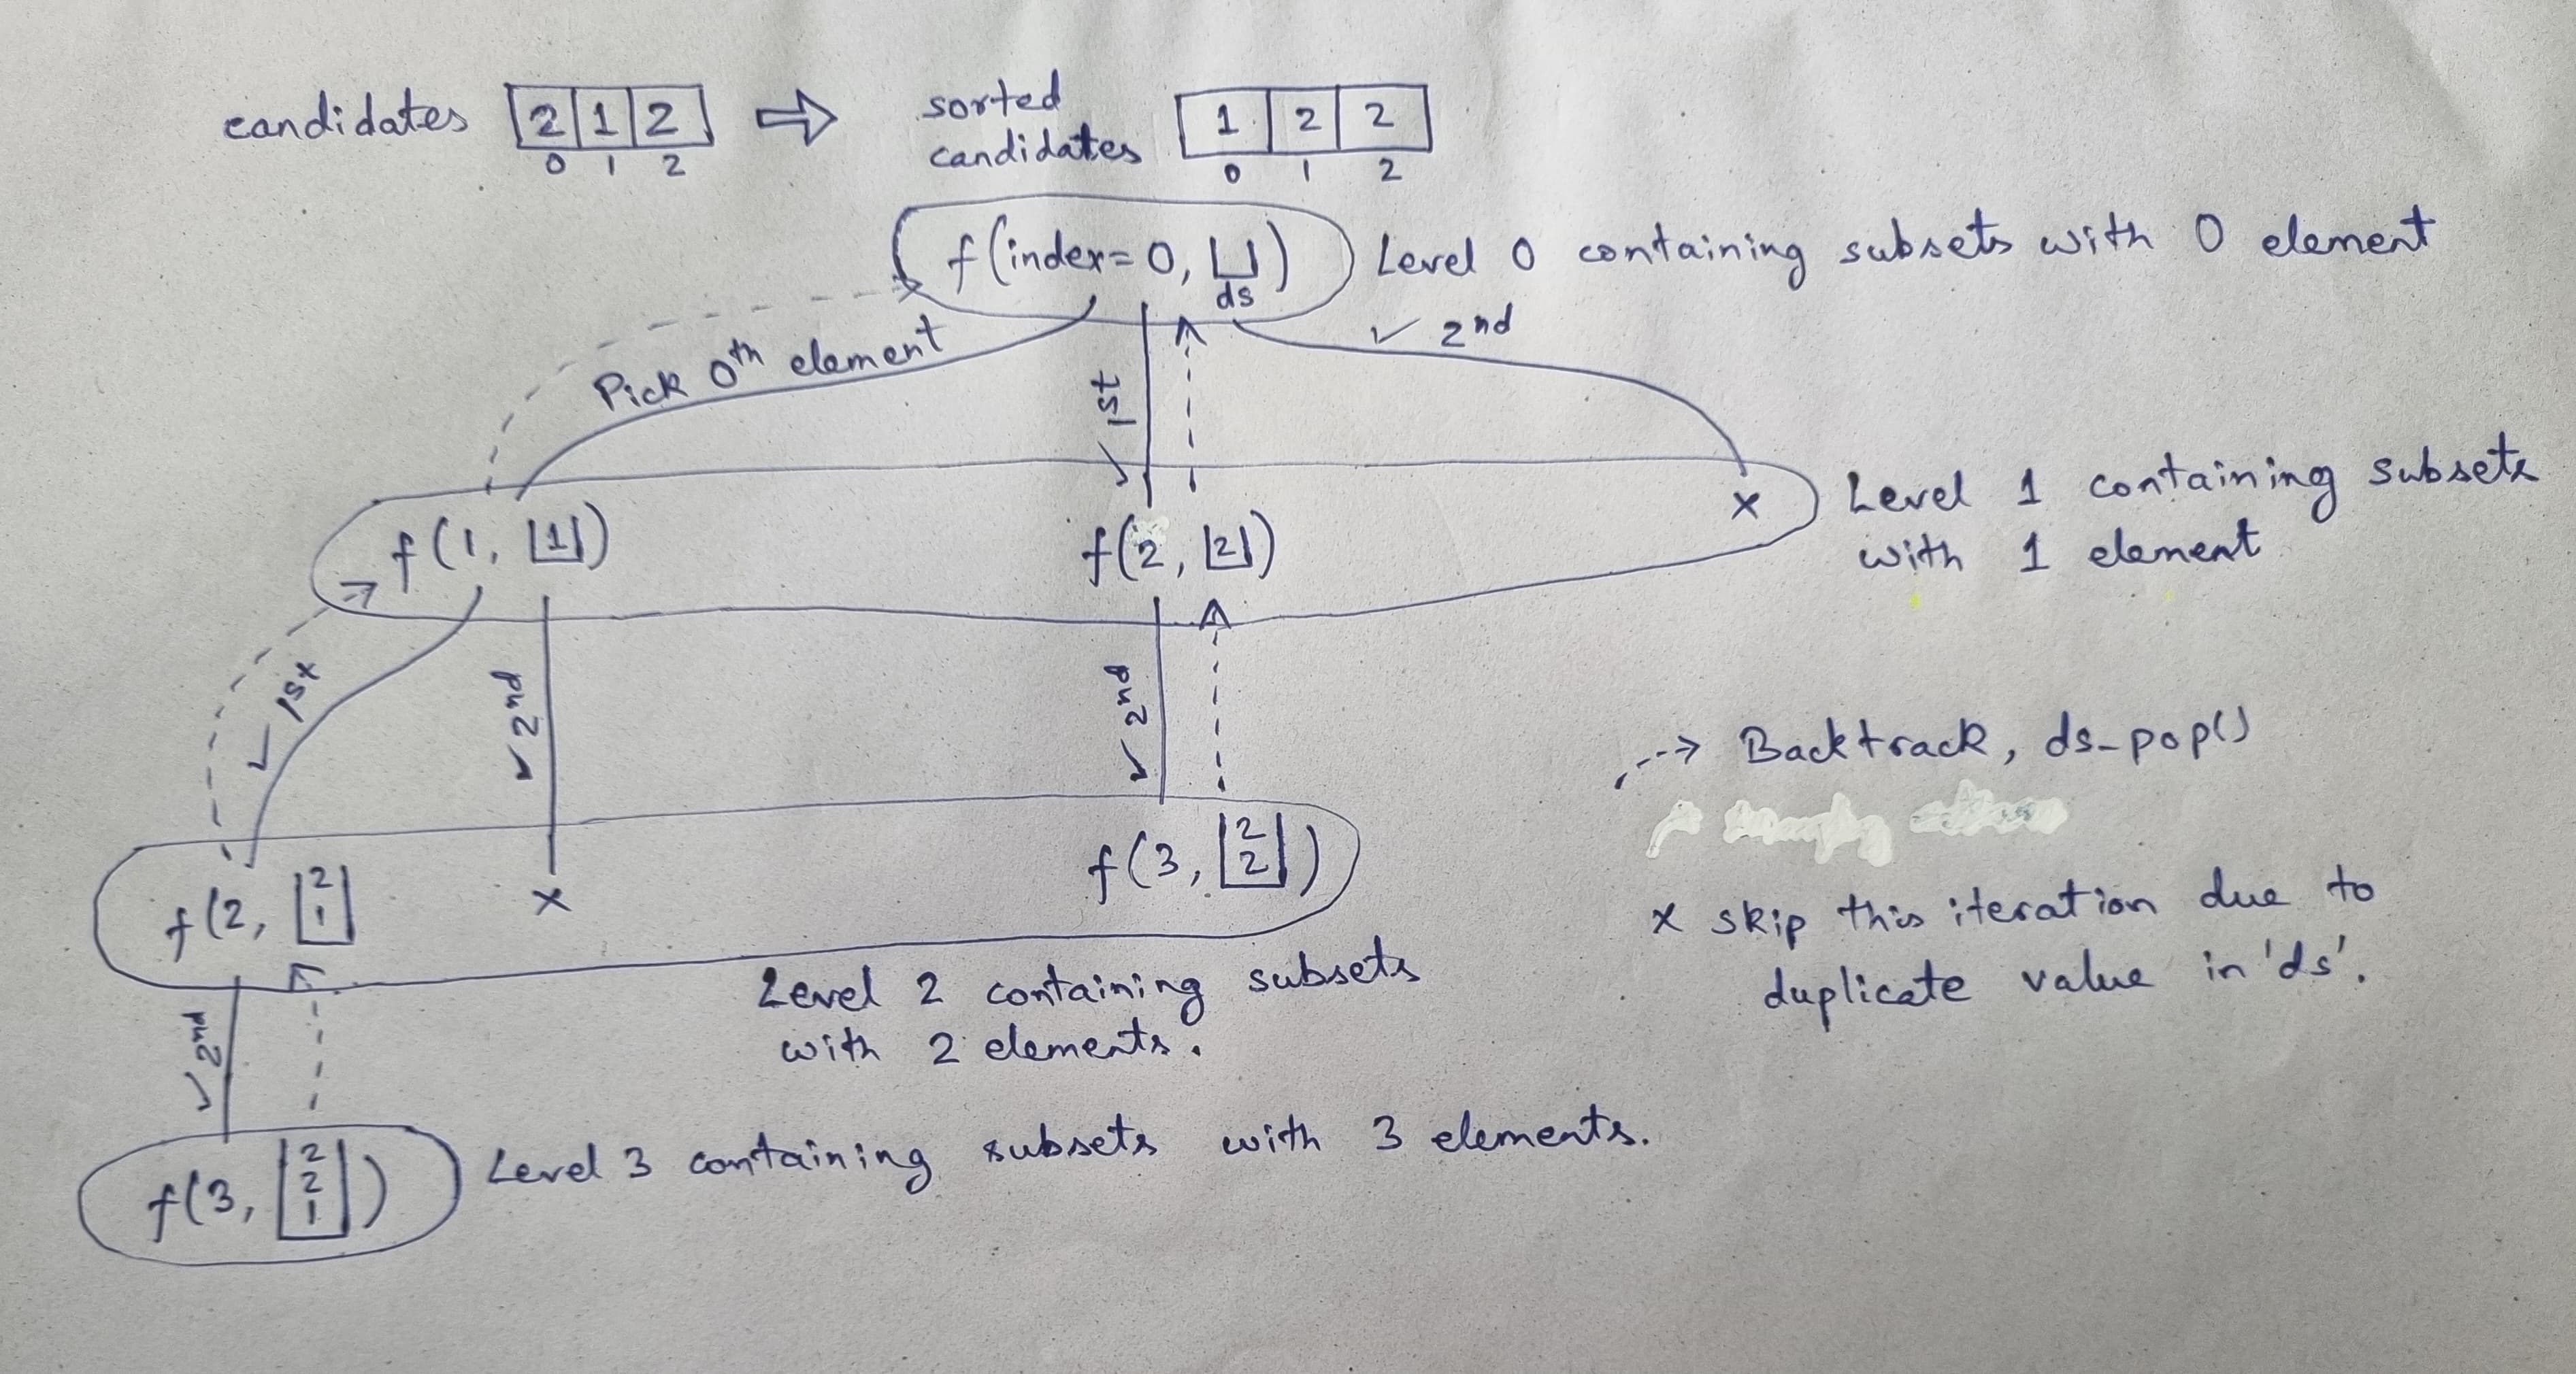 candidates 2 1 2 ⇒ sorted candidates 1 2 2
0 1 2 0 1 2
f(index=0, ) Level 0 containing subsets with 0 element
ds
Pick 0th element
1st
✓ 2nd
f(1, 1)
f(2, 2)
x
Level 1 containing subsets
with 1 element
✓ 1st
✓ 2nd
✓ 2nd
Backtrack, ds_pop()
f(2, 2 1)
x
f(3, 2 2)
x skip this iteration due to
duplicate value in 'ds'.
Level 2 containing subsets
with 2 elements.
✓ 2nd
f(3, 2 2 1) Level 3 containing subsets with 3 elements.